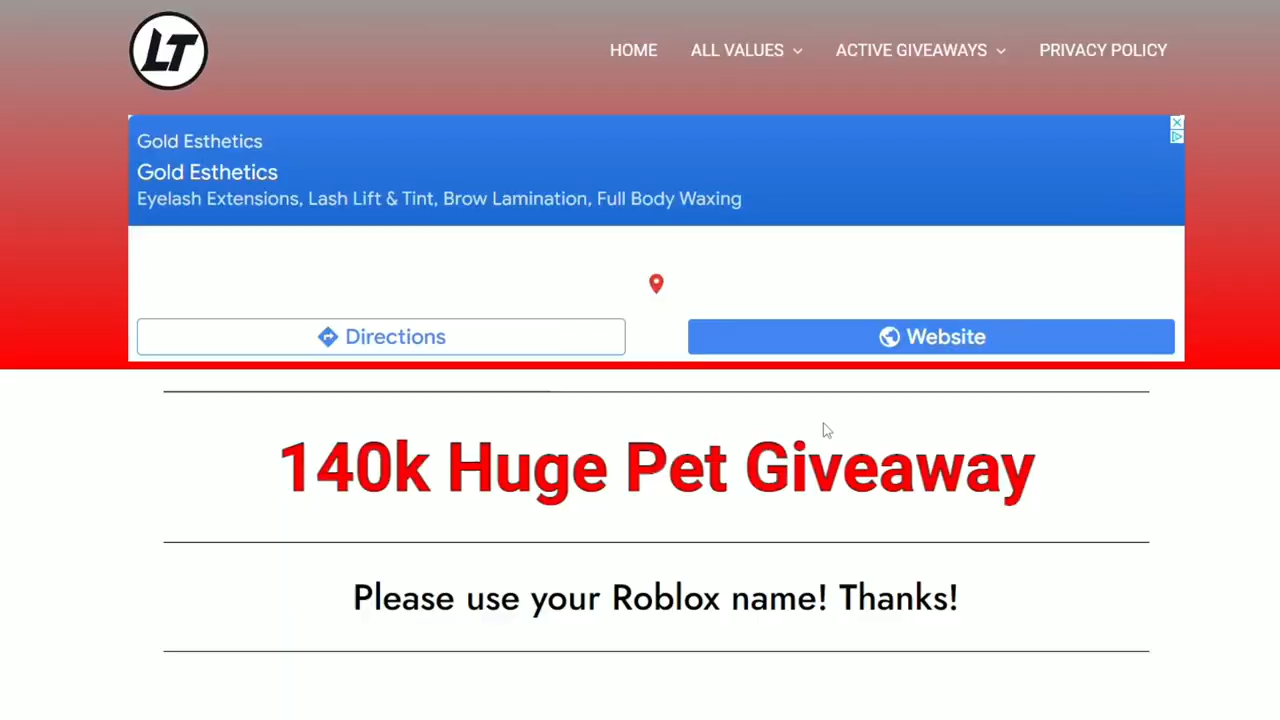 LT
HOME
ALL VALUES
ACTIVE GIVEAWAYS
PRIVACY POLICY
Gold Esthetics
Gold Esthetics
Eyelash Extensions, Lash Lift & Tint, Brow Lamination, Full Body Waxing
Directions
Website
140k Huge Pet Giveaway
Please use your Roblox name! Thanks!